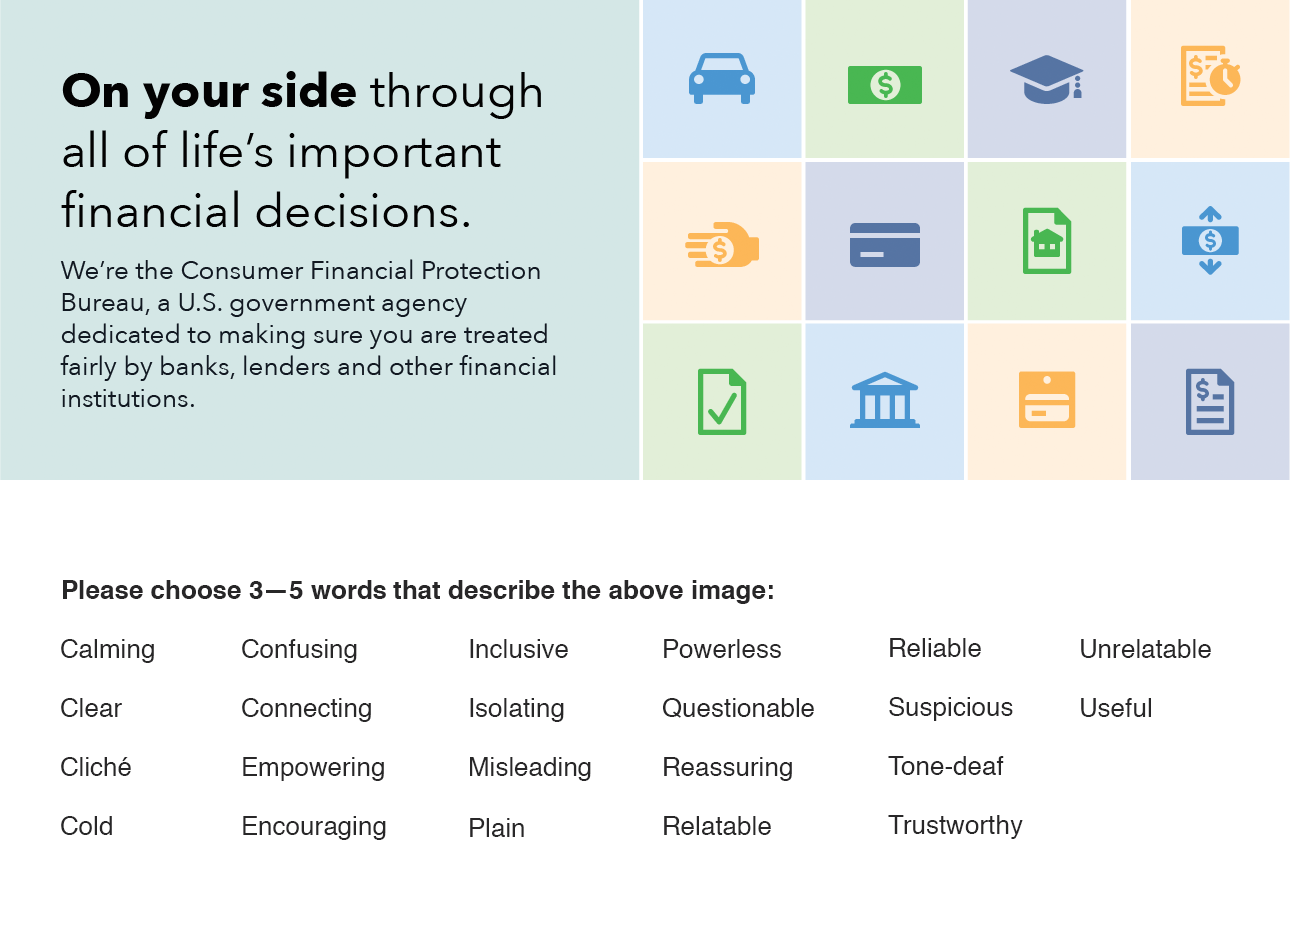 On your side through
all of life's important
financial decisions.
We're the Consumer Financial Protection
Bureau, a U.S. government agency
dedicated to making sure you are treated
fairly by banks, lenders and other financial
institutions.
$
$
$
$
$
Please choose 3—5 words that describe the above image:
Calming Confusing Inclusive Powerless Reliable Unrelatable
Clear Connecting Isolating Questionable Suspicious Useful
Cliché Empowering Misleading Reassuring Tone-deaf
Cold Encouraging Plain Relatable Trustworthy